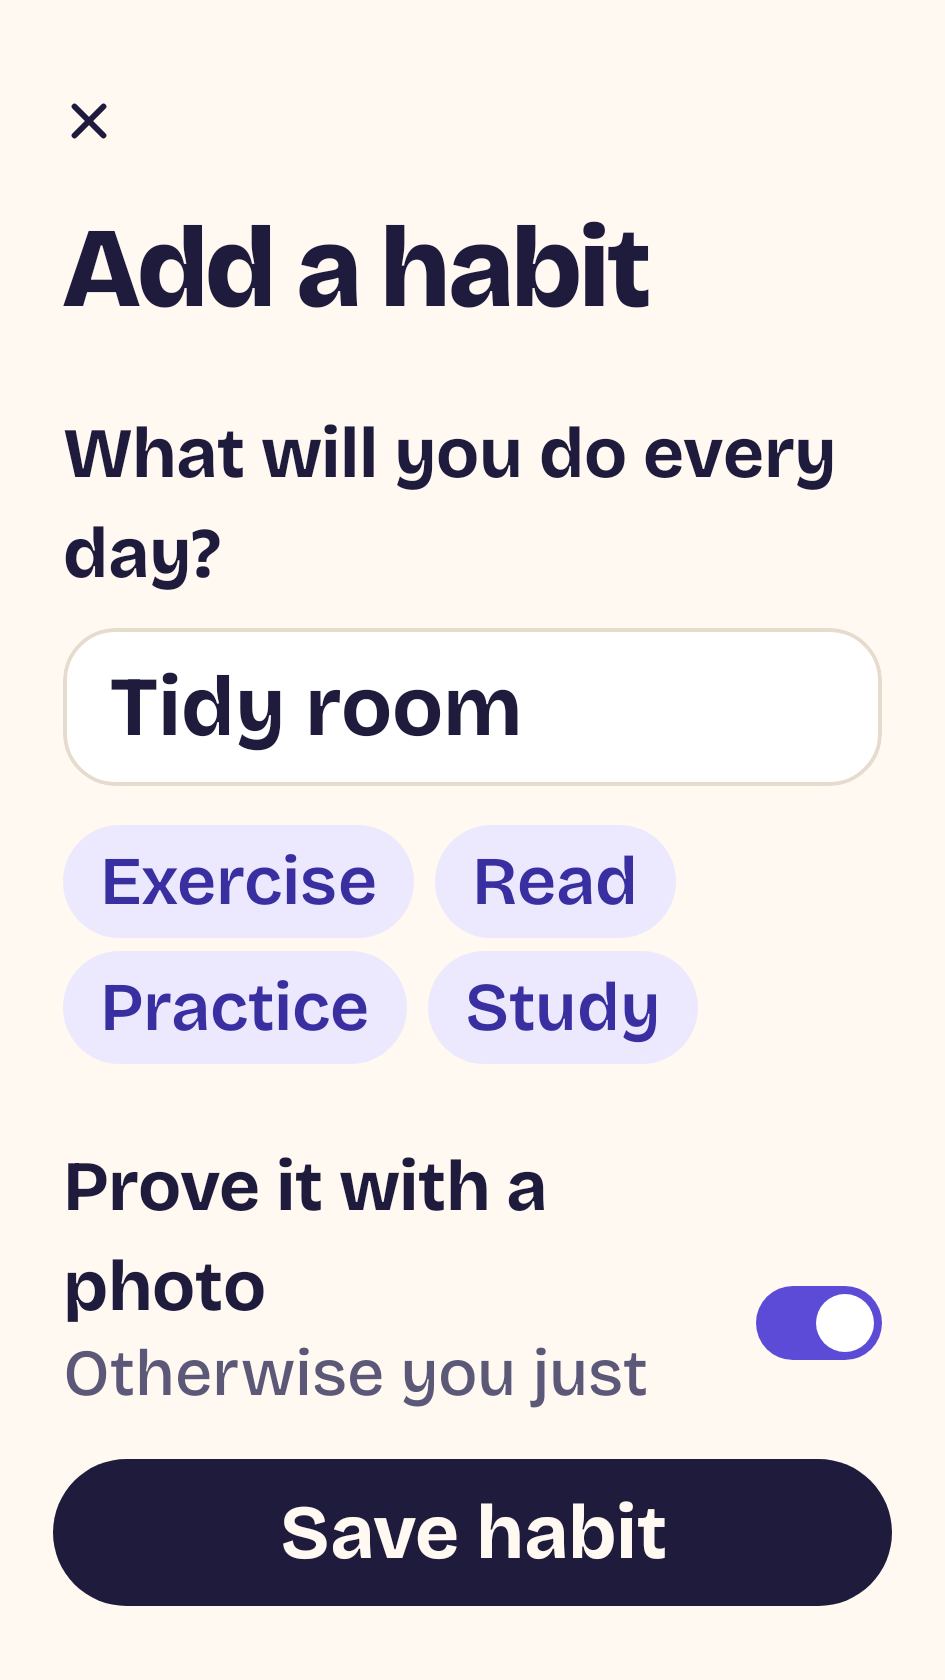 Add a habit
What will you do every
day?
Tidy room
Exercise Read
Practice Study
Prove it with a
photo
Otherwise you just
Save habit